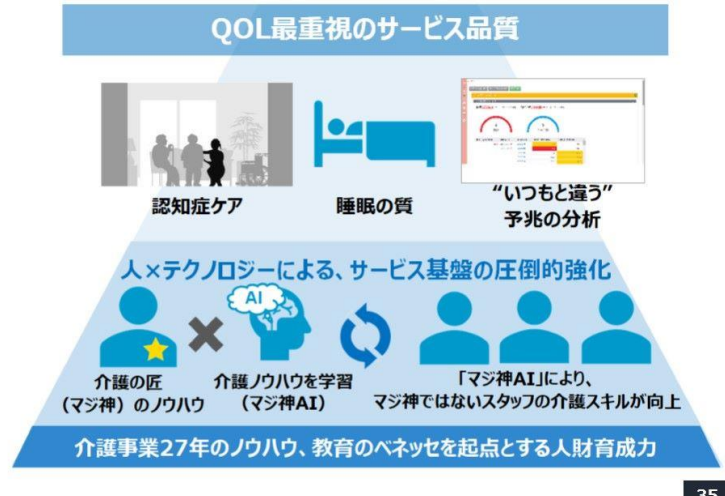 QOL最重視のサービス品質
認知症ケア
睡眠の質
“いつもと違う”
予兆の分析
人×テクノロジーによる、サービス基盤の圧倒的強化
AI
介護の匠
（マジ神）のノウハウ
介護ノウハウを学習
（マジ神AI）
「マジ神AI」により、
マジ神ではないスタッフの介護スキルが向上
介護事業27年のノウハウ、教育のベネッセを起点とする人財育成力